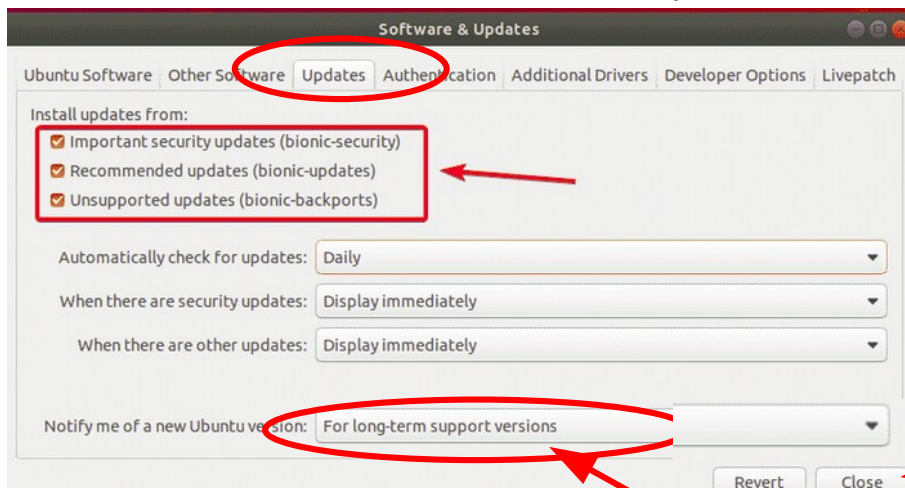 Software & Updates
Ubuntu Software Other Software Updates Authentication Additional Drivers Developer Options Livepatch
Install updates from:
Important security updates (bionic-security)
Recommended updates (bionic-updates)
Unsupported updates (bionic-backports)
Automatically check for updates: Daily
When there are security updates: Display immediately
When there are other updates: Display immediately
Notify me of a new Ubuntu version: For long-term support versions
Revert Close